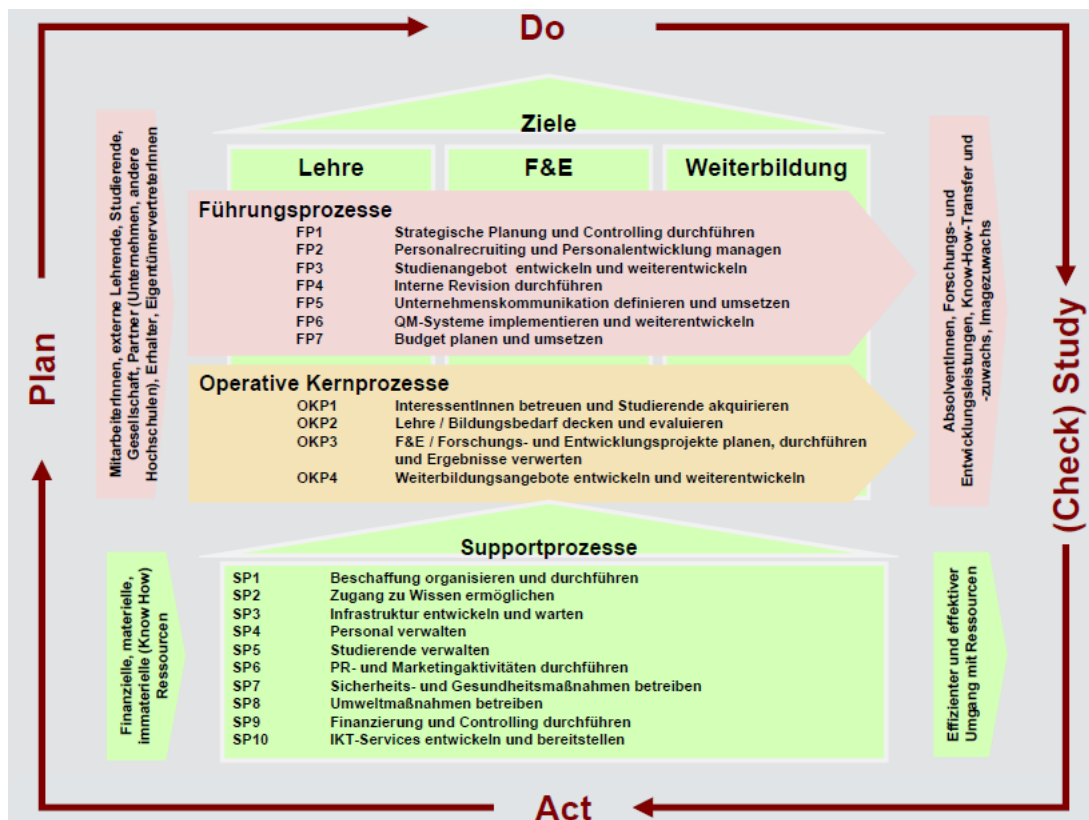 Do
Plan
(Check) Study
Act
MitarbeiterInnen, externe Lehrende, Studierende,
Gesellschaft, Partner (Unternehmen, andere
Hochschulen), Erhalter, EigentümervertreterInnen
Ziele
Lehre
F&E
Weiterbildung
Führungsprozesse
FP1 Strategische Planung und Controlling durchführen
FP2 Personalrecruiting und Personalentwicklung managen
FP3 Studienangebot entwickeln und weiterentwickeln
FP4 Interne Revision durchführen
FP5 Unternehmenskommunikation definieren und umsetzen
FP6 QM-Systeme implementieren und weiterentwickeln
FP7 Budget planen und umsetzen
Operative Kernprozesse
OKP1 InteressentInnen betreuen und Studierende akquirieren
OKP2 Lehre / Bildungsbedarf decken und evaluieren
OKP3 F&E / Forschungs- und Entwicklungsprojekte planen, durchführen
und Ergebnisse verwerten
OKP4 Weiterbildungsangebote entwickeln und weiterentwickeln
AbsolventInnen, Forschungs- und
Entwicklungsleistungen, Know-How-Transfer und
-zuwachs, Imagezuwachs
Finanzielle, materielle,
immaterielle (Know How)
Ressourcen
Supportprozesse
SP1 Beschaffung organisieren und durchführen
SP2 Zugang zu Wissen ermöglichen
SP3 Infrastruktur entwickeln und warten
SP4 Personal verwalten
SP5 Studierende verwalten
SP6 PR- und Marketingaktivitäten durchführen
SP7 Sicherheits- und Gesundheitsmaßnahmen betreiben
SP8 Umweltmaßnahmen betreiben
SP9 Finanzierung und Controlling durchführen
SP10 IKT-Services entwickeln und bereitstellen
Effizienter und effektiver
Umgang mit Ressourcen